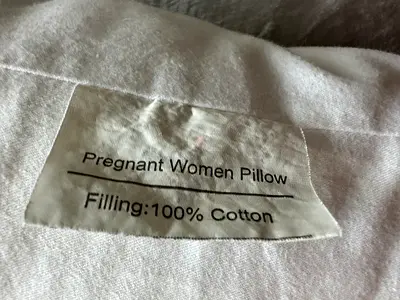 Pregnant Women Pillow
Filling:100% Cotton